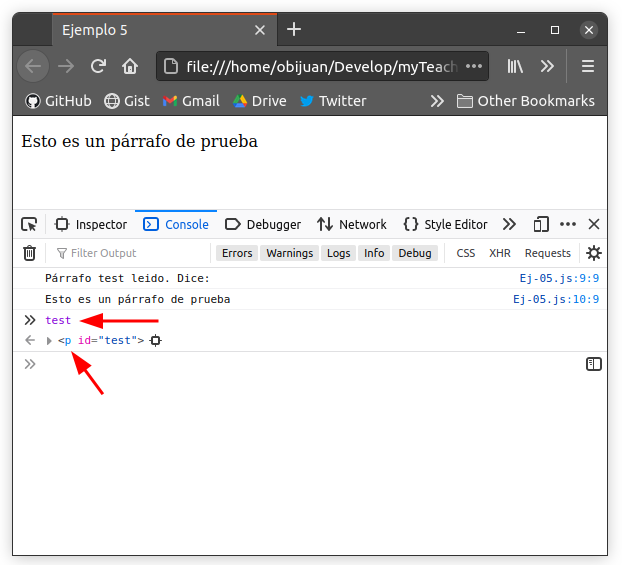 Ejemplo 5
file:///home/obijuan/Develop/myTeach
GitHub Gist Gmail Drive Twitter Other Bookmarks
Esto es un párrafo de prueba
Inspector Console Debugger Network Style Editor
Filter Output Errors Warnings Logs Info Debug CSS XHR Requests
Párrafo test leido. Dice: Ej-05.js:9:9
Esto es un párrafo de prueba Ej-05.js:10:9
test
<p id="test">